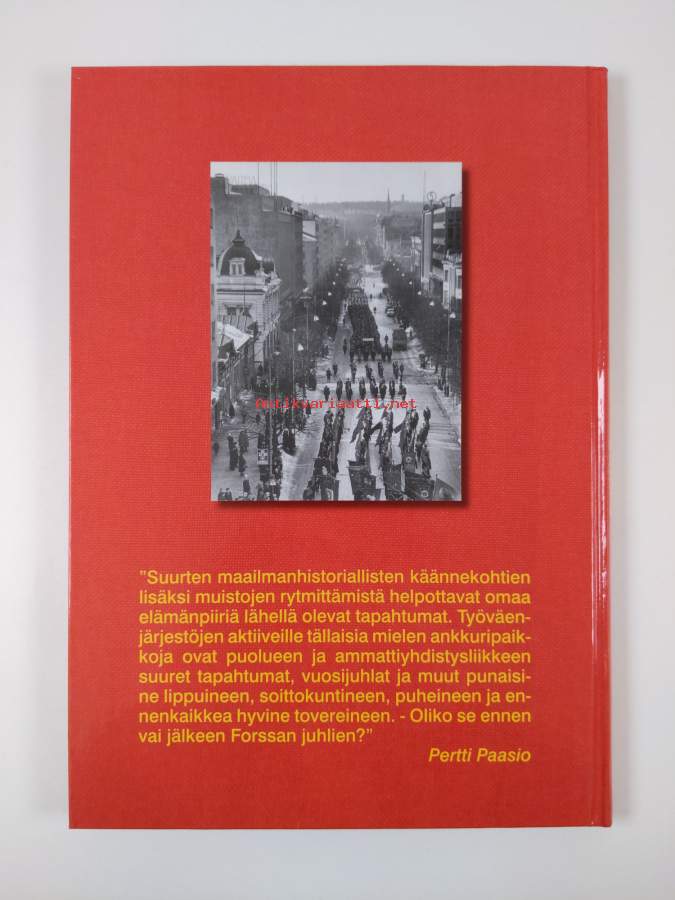 antikvariaatti.net
"Suurten maailmanhistoriallisten käännekohtien
lisäksi muistojen rytmittämistä helpottavat omaa
elämänpiiriä lähellä olevat tapahtumat. Työväen-
järjestöjen aktiiveille tällaisia mielen ankkuripaik-
koja ovat puolueen ja ammattiyhdistysliikkeen
suuret tapahtumat, vuosijuhlat ja muut punaisi-
ne lippuineen, soittokuntineen, puheineen ja en-
nenkaikkea hyvine tovereineen. - Oliko se ennen
vai jälkeen Forssan juhlien?"
Pertti Paasio